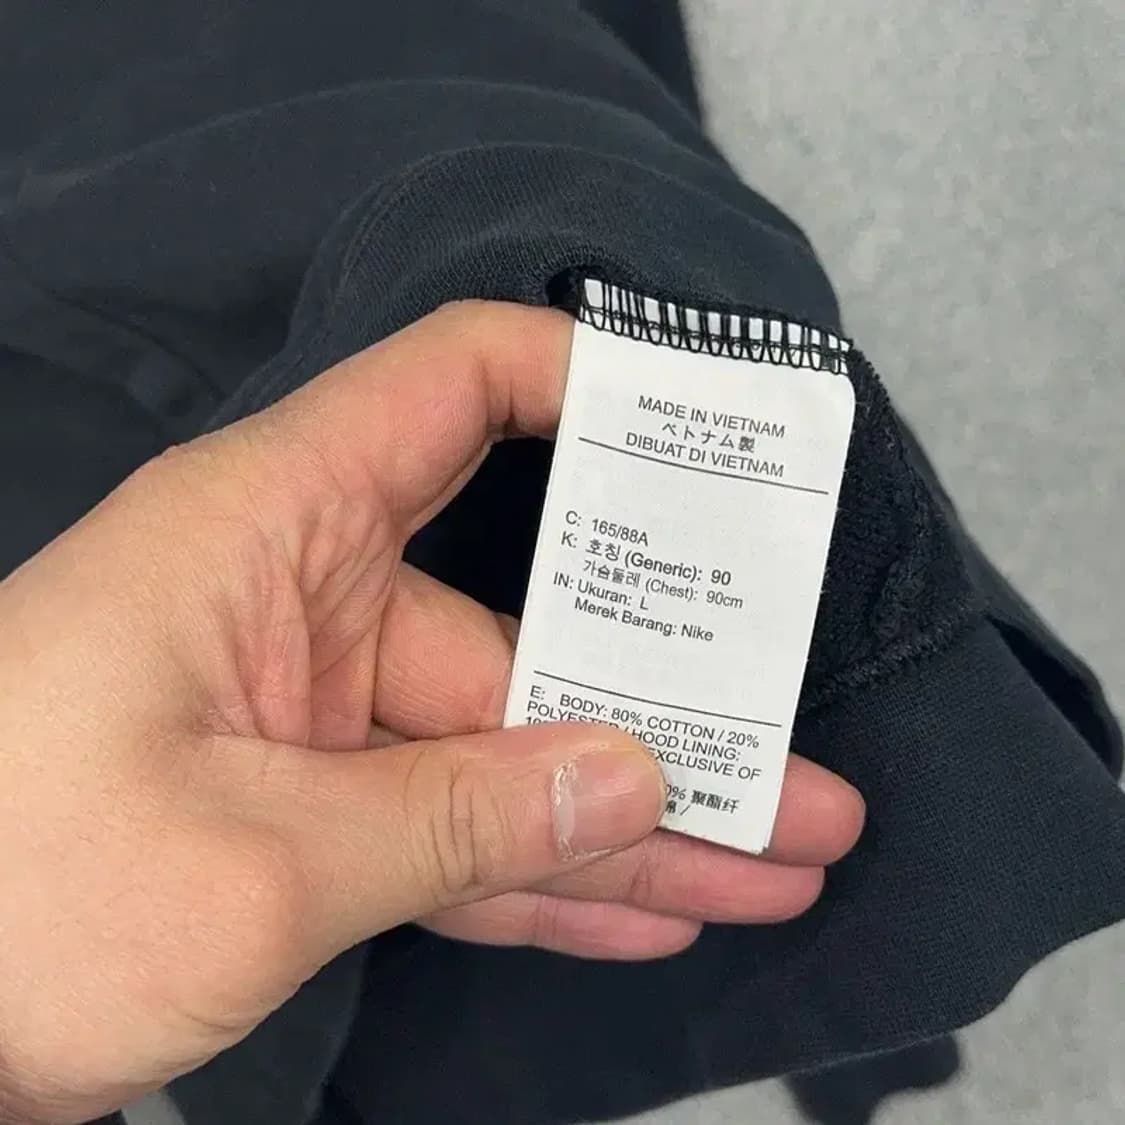 MADE IN VIETNAM
ベトナム製
DIBUAT DI VIETNAM
C: 165/88A
K: 호칭 (Generic): 90
가슴둘레 (Chest): 90cm
IN: Ukuran: L
Merek Barang: Nike
E: BODY: 80% COTTON / 20%
POLYESTER / HOOD LINING:
EXCLUSIVE OF
0% 聚酯纤
棉 /